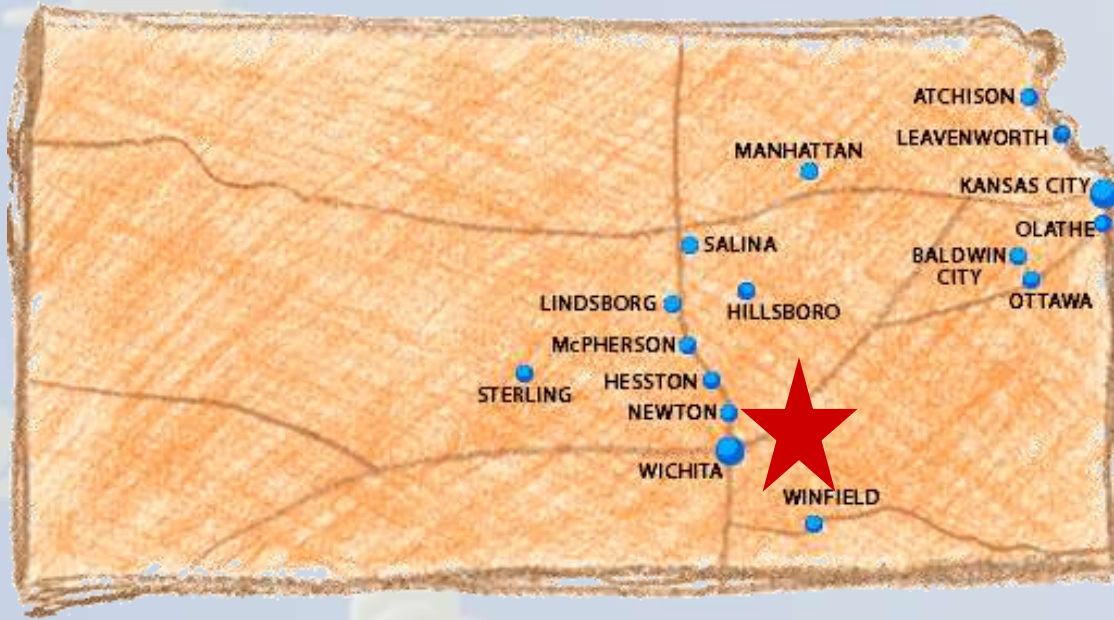 ATCHISON
LEAVENWORTH
MANHATTAN
KANSAS CITY
OLATHE
SALINA
BALDWIN
CITY
OTTAWA
LINDSBORG
HILLSBORO
McPHERSON
HESSTON
STERLING
NEWTON
WICHITA
WINFIELD